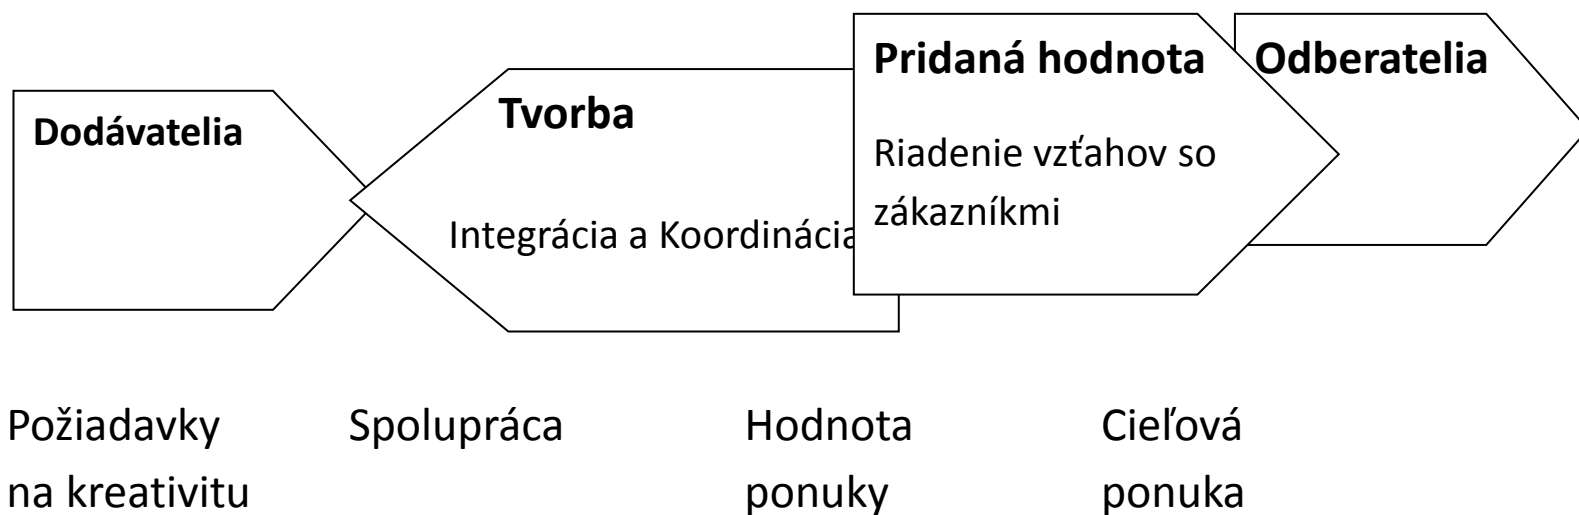 Dodávatelia
Tvorba
Integrácia a Koordinácia
Pridaná hodnota
Riadenie vzťahov so
zákazníkmi
Odberatelia
Požiadavky
na kreativitu
Spolupráca
Hodnota
ponuky
Cieľová
ponuka